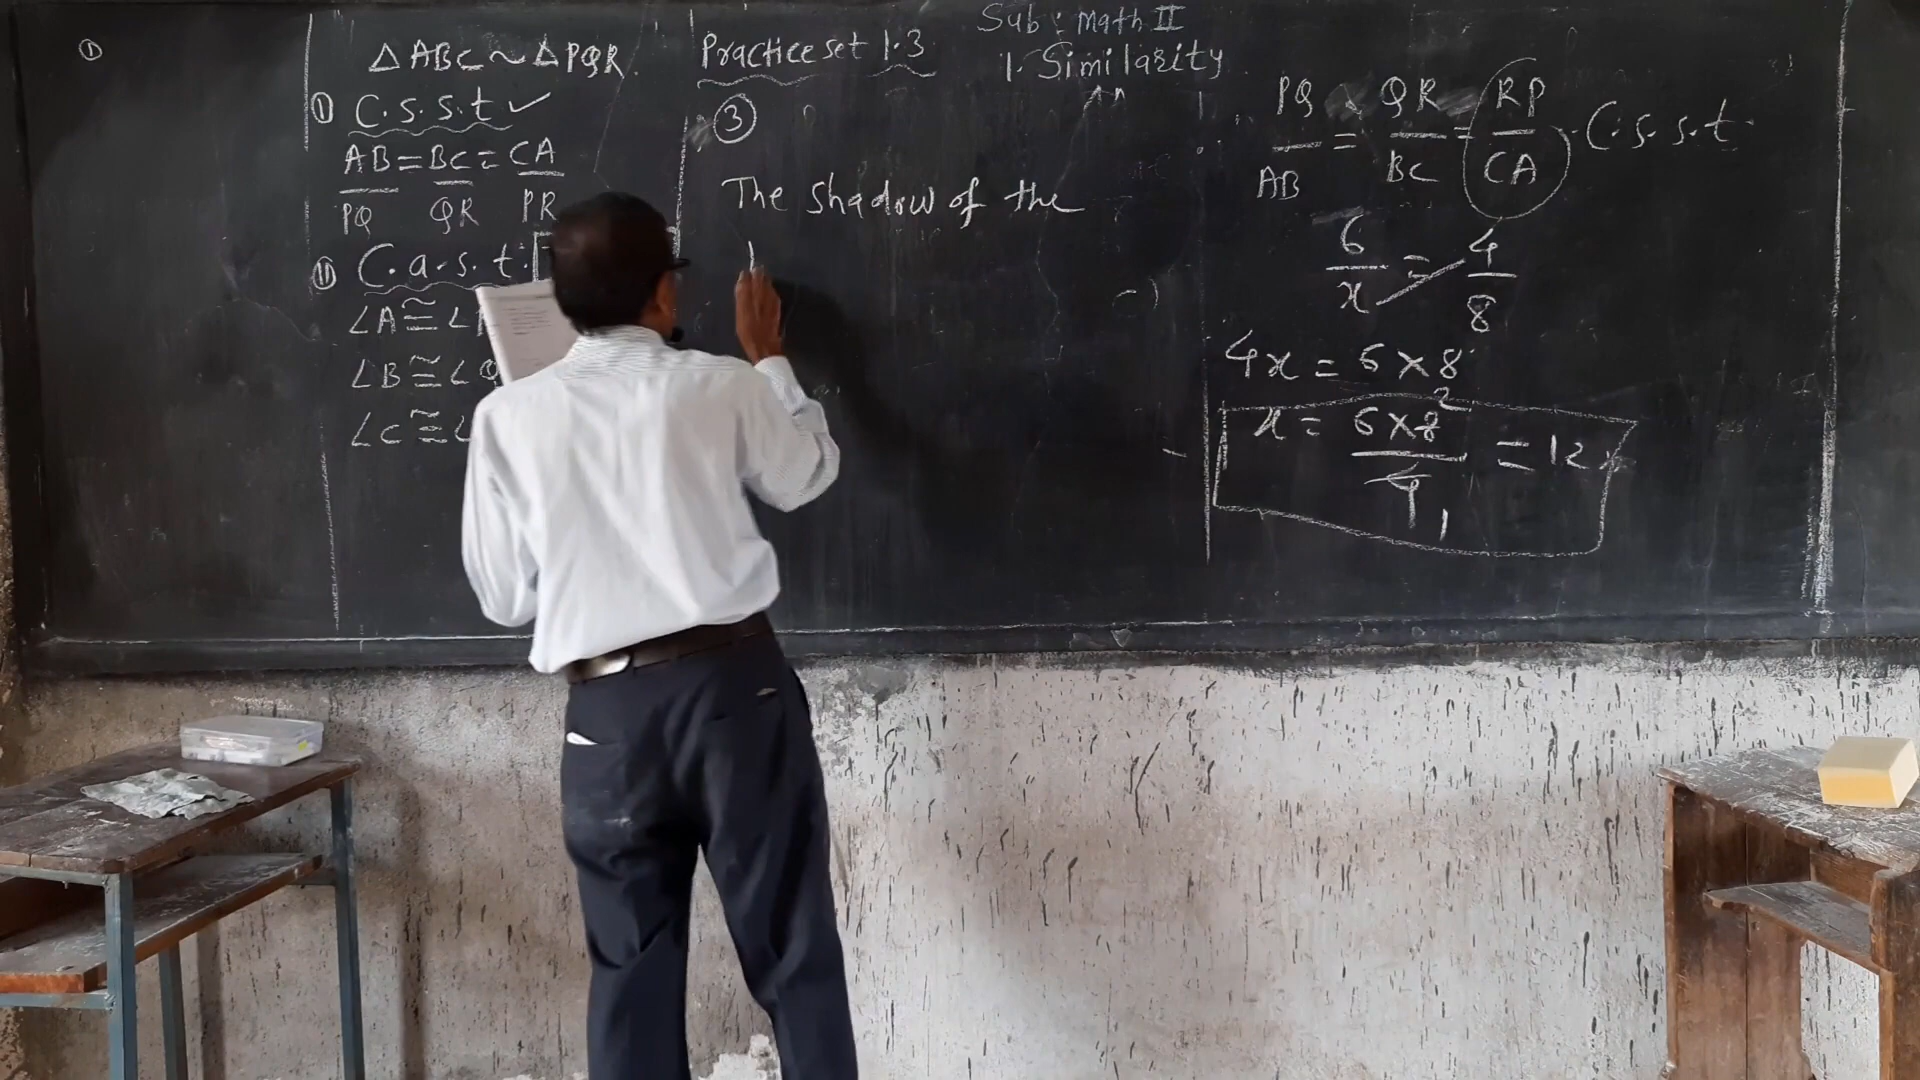 Sub : Math II
1. Similarity
Practice set 1.3
①
△ ABC ~ △ PQR.
Ⓘ C.s.s.t ✓
AB = BC = CA
PQ QR PR
Ⓘⓘ C.a.s.t.
∠A ≅ ∠
∠B ≅ ∠Q
∠C ≅ ∠
③
The shadow of the
∴ PQ/AB = QR/BC = RP/CA . C.s.s.t.
6/x = 4/8
4x = 6×8
x = 6×8/4 = 12
2
1